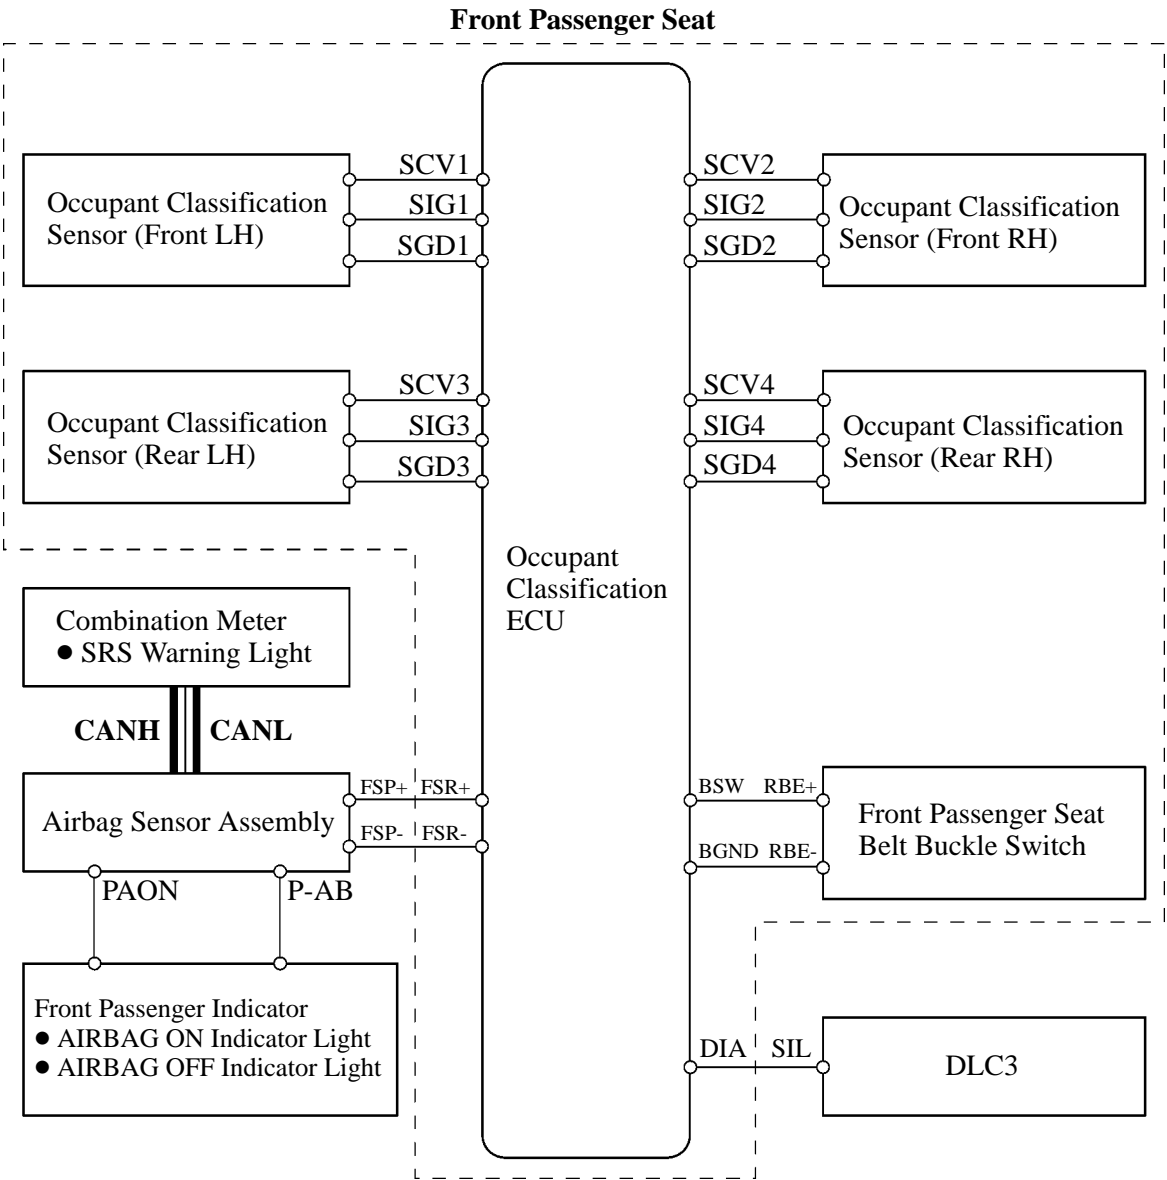 Front Passenger Seat
SCV1
SIG1
SGD1
Occupant Classification
Sensor (Front LH)
SCV2
SIG2
SGD2
Occupant Classification
Sensor (Front RH)
SCV3
SIG3
SGD3
Occupant Classification
Sensor (Rear LH)
SCV4
SIG4
SGD4
Occupant Classification
Sensor (Rear RH)
Occupant
Classification
ECU
Combination Meter
● SRS Warning Light
CANH CANL
Airbag Sensor Assembly
FSP+ FSR+
FSP- FSR-
BSW RBE+
BGND RBE-
Front Passenger Seat
Belt Buckle Switch
PAON P-AB
Front Passenger Indicator
● AIRBAG ON Indicator Light
● AIRBAG OFF Indicator Light
DIA SIL
DLC3